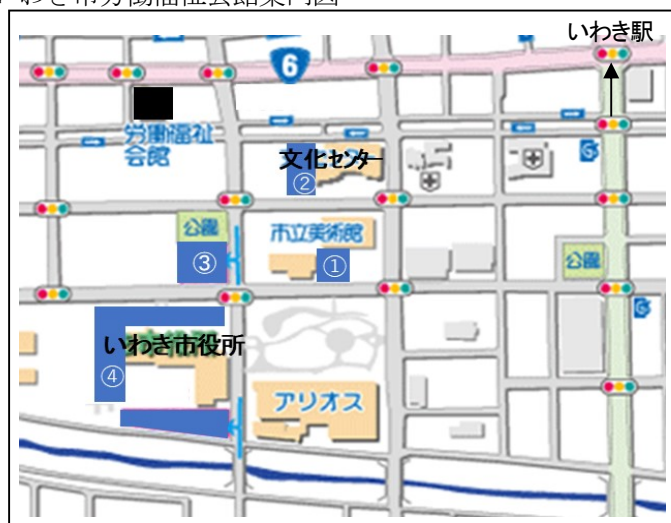 いわき市労働福祉会館案内図
いわき駅
6
労働福祉
会館
文化センター
②
公園
市立美術館
③
①
公園
いわき市役所
④
アリオス